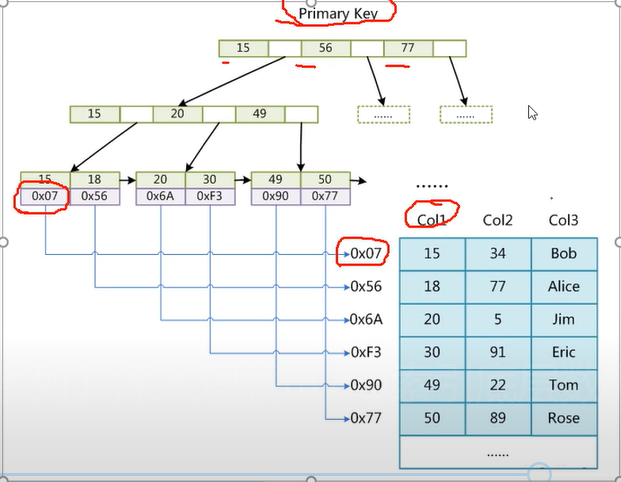 Primary Key
15 56 77
15 20 49
...... ......
15 18 20 30 49 50
0x07 0x56 0x6A 0xF3 0x90 0x77
......
Col1 Col2 Col3
0x07 15 34 Bob
0x56 18 77 Alice
0x6A 20 5 Jim
0xF3 30 91 Eric
0x90 49 22 Tom
0x77 50 89 Rose
......